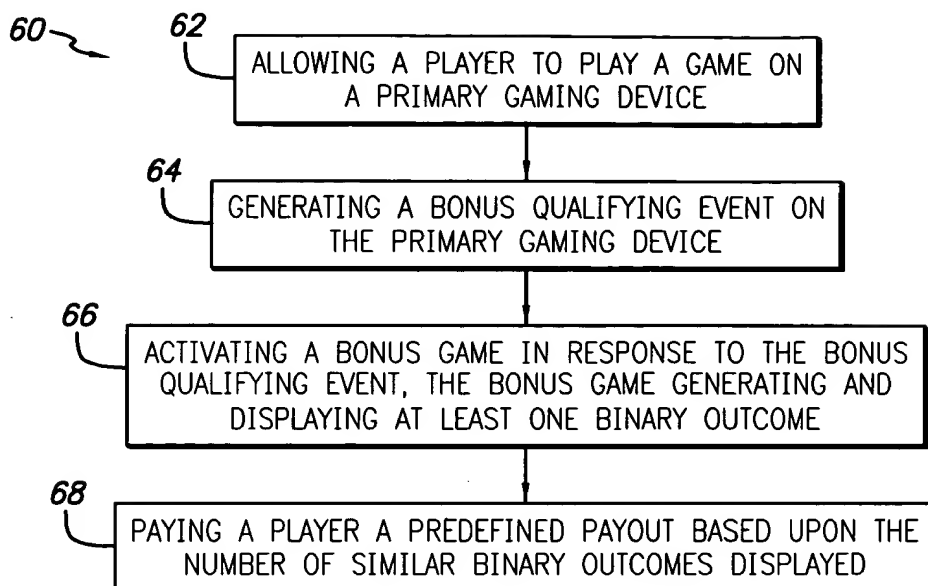 60
62
ALLOWING A PLAYER TO PLAY A GAME ON
A PRIMARY GAMING DEVICE
64
GENERATING A BONUS QUALIFYING EVENT ON
THE PRIMARY GAMING DEVICE
66
ACTIVATING A BONUS GAME IN RESPONSE TO THE BONUS
QUALIFYING EVENT, THE BONUS GAME GENERATING AND
DISPLAYING AT LEAST ONE BINARY OUTCOME
68
PAYING A PLAYER A PREDEFINED PAYOUT BASED UPON THE
NUMBER OF SIMILAR BINARY OUTCOMES DISPLAYED